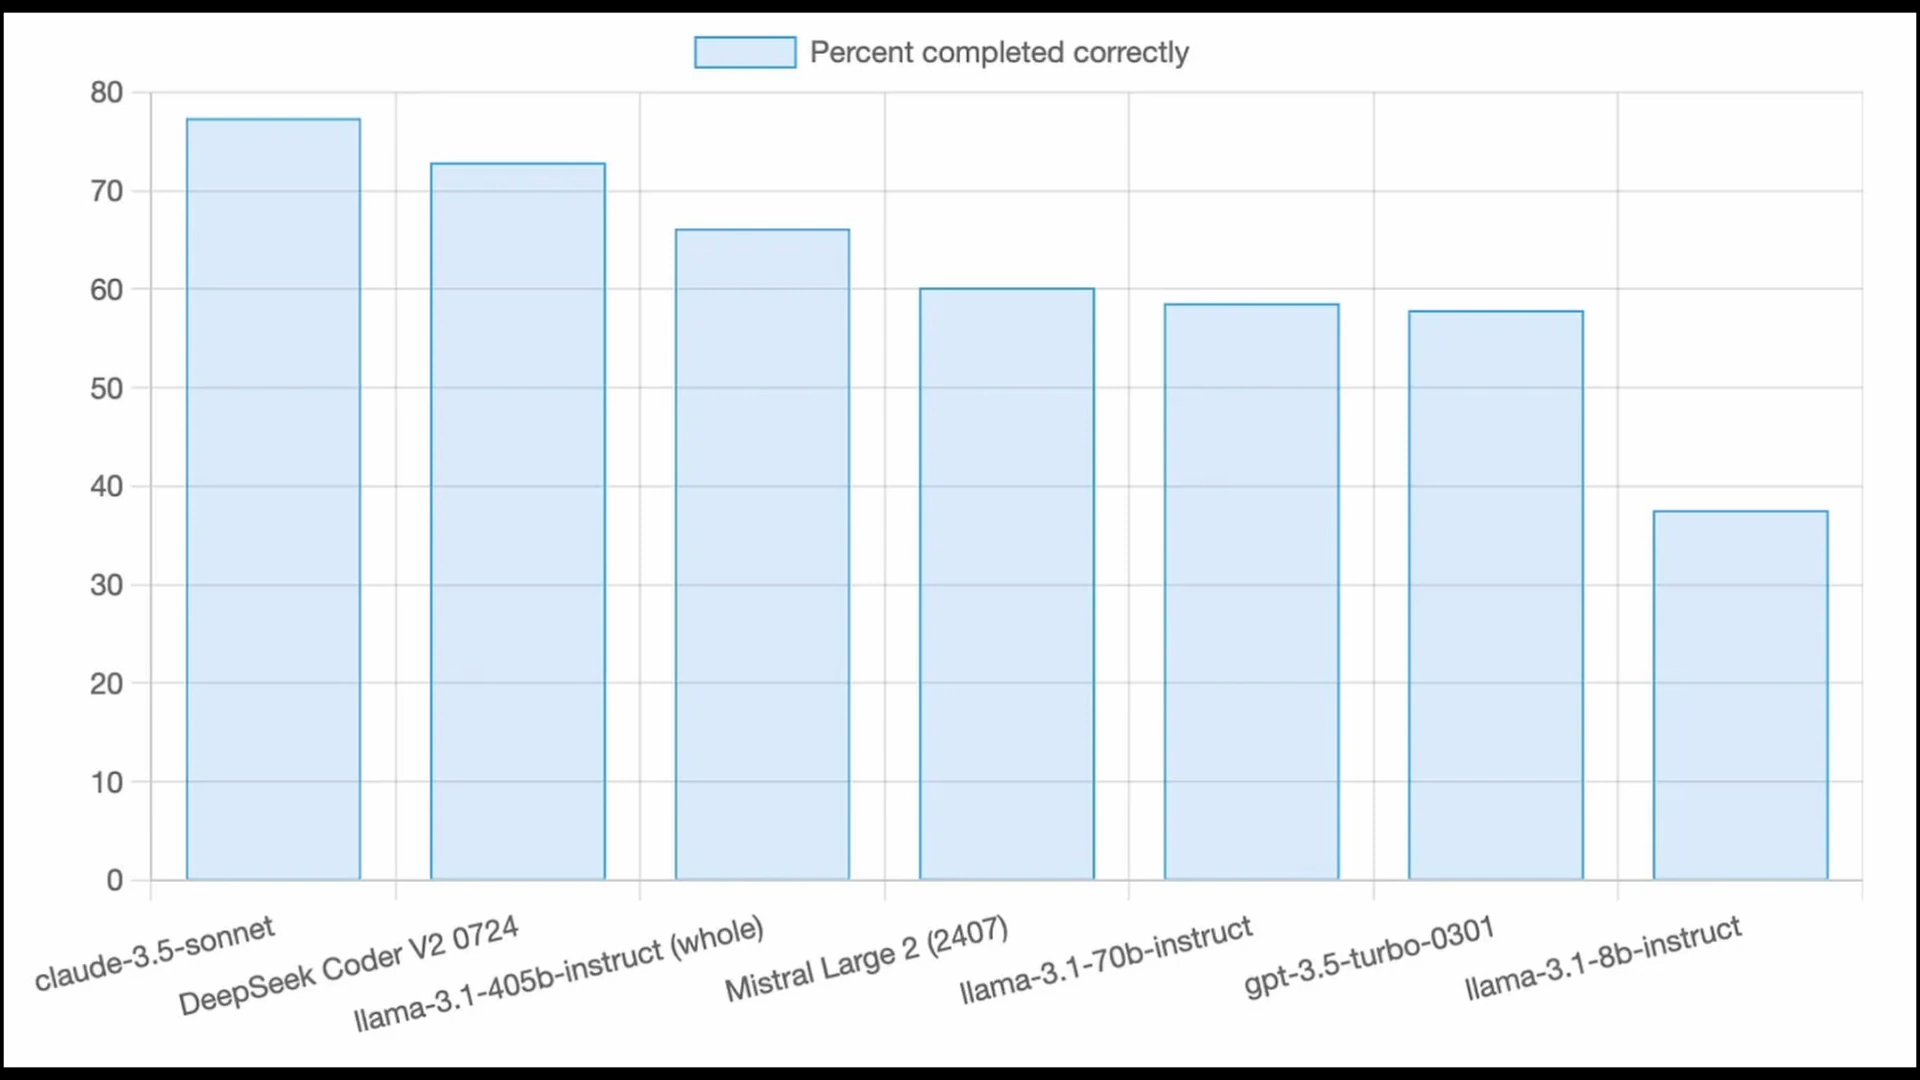 Percent completed correctly
80
70
60
50
40
30
20
10
0
claude-3.5-sonnet
DeepSeek Coder V2 0724
llama-3.1-405b-instruct (whole)
Mistral Large 2 (2407)
llama-3.1-70b-instruct
gpt-3.5-turbo-0301
llama-3.1-8b-instruct